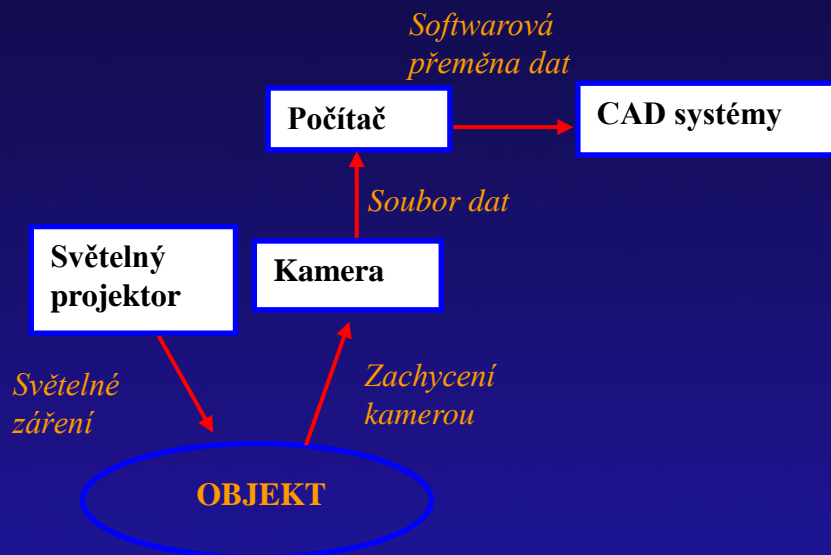 Softwarová
přeměna dat
Počítač
CAD systémy
Soubor dat
Světelný
projektor
Kamera
Světelné
záření
Zachycení
kamerou
OBJEKT